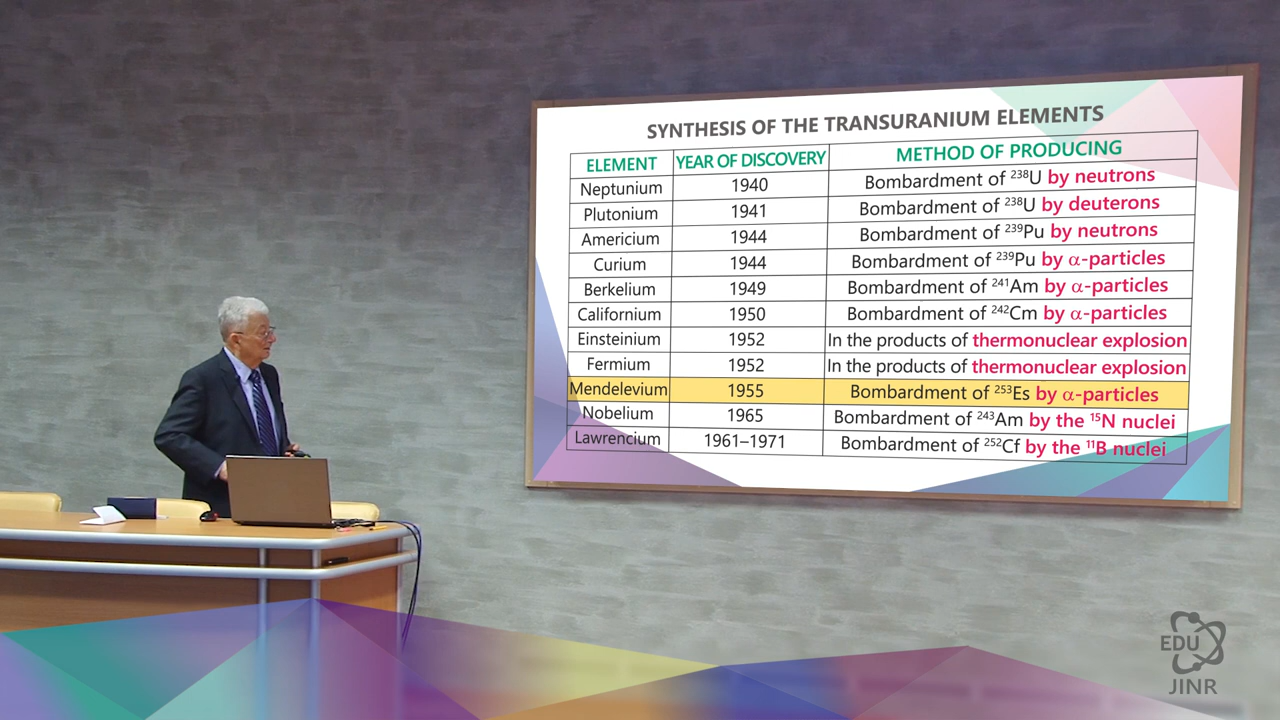 SYNTHESIS OF THE TRANSURANIUM ELEMENTS
ELEMENT YEAR OF DISCOVERY METHOD OF PRODUCING
Neptunium 1940 Bombardment of ²³⁸U by neutrons
Plutonium 1941 Bombardment of ²³⁸U by deuterons
Americium 1944 Bombardment of ²³⁹Pu by neutrons
Curium 1944 Bombardment of ²³⁹Pu by α-particles
Berkelium 1949 Bombardment of ²⁴¹Am by α-particles
Californium 1950 Bombardment of ²⁴²Cm by α-particles
Einsteinium 1952 In the products of thermonuclear explosion
Fermium 1952 In the products of thermonuclear explosion
Mendelevium 1955 Bombardment of ²⁵³Es by α-particles
Nobelium 1965 Bombardment of ²⁴³Am by the ¹⁵N nuclei
Lawrencium 1961–1971 Bombardment of ²⁵²Cf by the ¹¹B nuclei
EDU
JINR